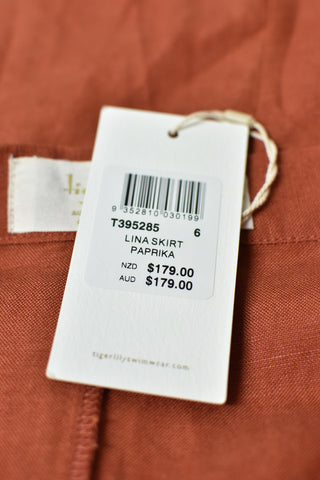 9 352810 030199
T395285 6
LINA SKIRT
PAPRIKA
NZD $179.00
AUD $179.00
tigerlilyswimwear.com